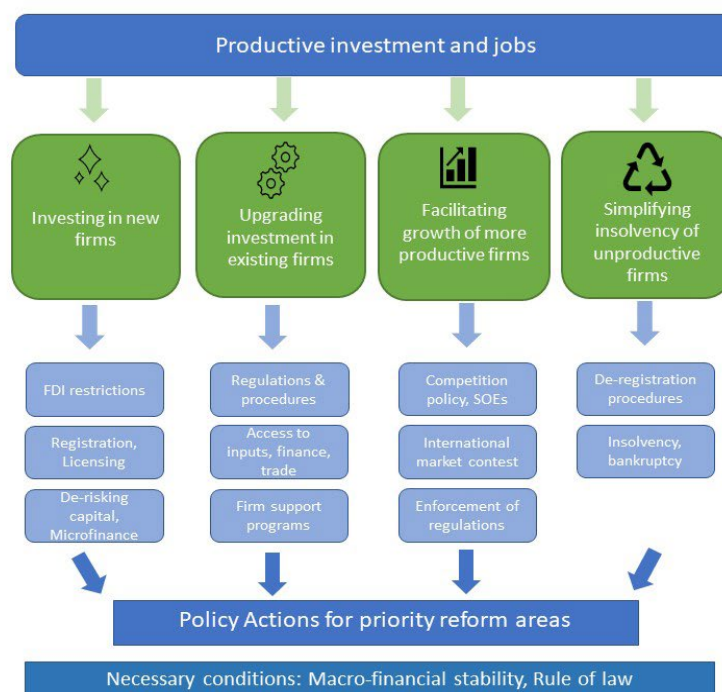 Productive investment and jobs
Investing in new
firms
Upgrading
investment in
existing firms
Facilitating
growth of more
productive firms
Simplifying
insolvency of
unproductive
firms
FDI restrictions
Registration,
Licensing
De-risking
capital,
Microfinance
Regulations &
procedures
Access to
inputs, finance,
trade
Firm support
programs
Competition
policy, SOEs
International
market contest
Enforcement of
regulations
De-registration
procedures
Insolvency,
bankruptcy
Policy Actions for priority reform areas
Necessary conditions: Macro-financial stability, Rule of law